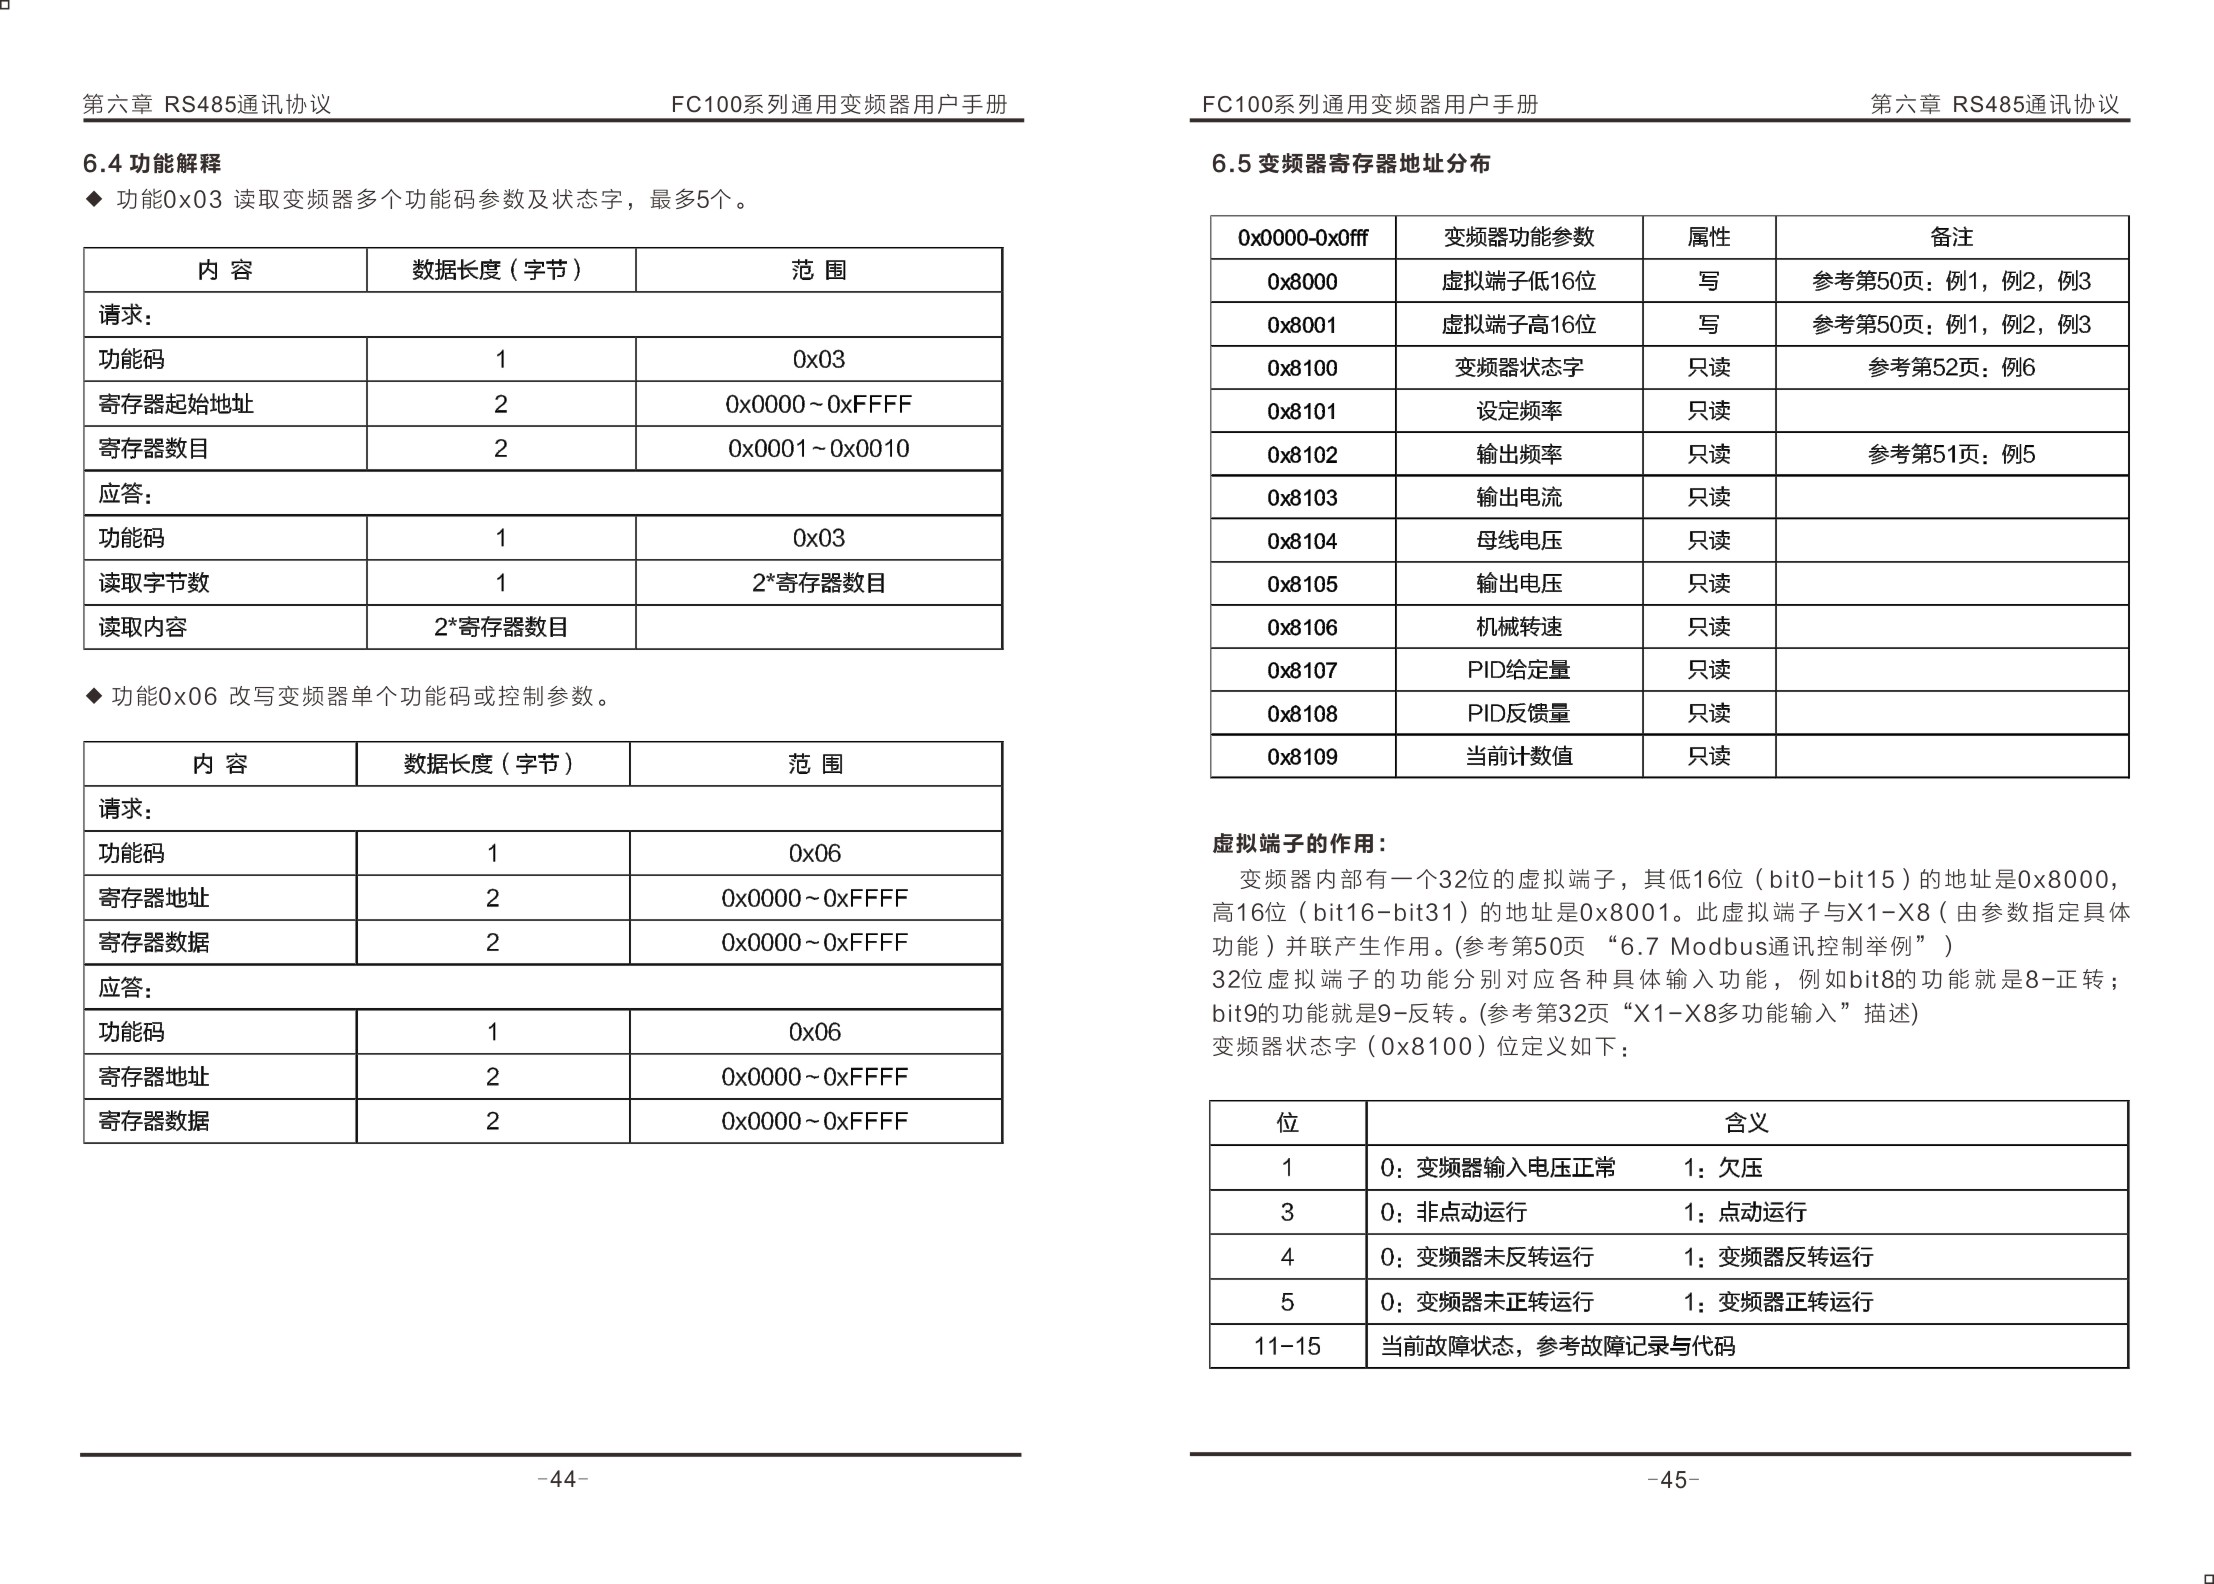 第六章 RS485通讯协议 FC100系列通用变频器用户手册
6.4 功能解释
◆ 功能0x03 读取变频器多个功能码参数及状态字，最多5个。
内 容 数据长度（字节） 范 围
请求：
功能码 1 0x03
寄存器起始地址 2 0x0000~0xFFFF
寄存器数目 2 0x0001~0x0010
应答：
功能码 1 0x03
读取字节数 1 2*寄存器数目
读取内容 2*寄存器数目
◆ 功能0x06 改写变频器单个功能码或控制参数。
内 容 数据长度（字节） 范 围
请求：
功能码 1 0x06
寄存器地址 2 0x0000~0xFFFF
寄存器数据 2 0x0000~0xFFFF
应答：
功能码 1 0x06
寄存器地址 2 0x0000~0xFFFF
寄存器数据 2 0x0000~0xFFFF
-44-
FC100系列通用变频器用户手册 第六章 RS485通讯协议
6.5 变频器寄存器地址分布
0x0000-0x0fff 变频器功能参数 属性 备注
0x8000 虚拟端子低16位 写 参考第50页：例1，例2，例3
0x8001 虚拟端子高16位 写 参考第50页：例1，例2，例3
0x8100 变频器状态字 只读 参考第52页：例6
0x8101 设定频率 只读
0x8102 输出频率 只读 参考第51页：例5
0x8103 输出电流 只读
0x8104 母线电压 只读
0x8105 输出电压 只读
0x8106 机械转速 只读
0x8107 PID给定量 只读
0x8108 PID反馈量 只读
0x8109 当前计数值 只读
虚拟端子的作用：
变频器内部有一个32位的虚拟端子，其低16位（bit0-bit15）的地址是0x8000，
高16位（bit16-bit31）的地址是0x8001。此虚拟端子与X1-X8（由参数指定具体
功能）并联产生作用。(参考第50页 “6.7 Modbus通讯控制举例” )
32位虚拟端子的功能分别对应各种具体输入功能，例如bit8的功能就是8-正转；
bit9的功能就是9-反转。(参考第32页“X1-X8多功能输入”描述)
变频器状态字（0x8100）位定义如下：
位 含义
1 0：变频器输入电压正常 1：欠压
3 0：非点动运行 1：点动运行
4 0：变频器未反转运行 1：变频器反转运行
5 0：变频器未正转运行 1：变频器正转运行
11-15 当前故障状态，参考故障记录与代码
-45-